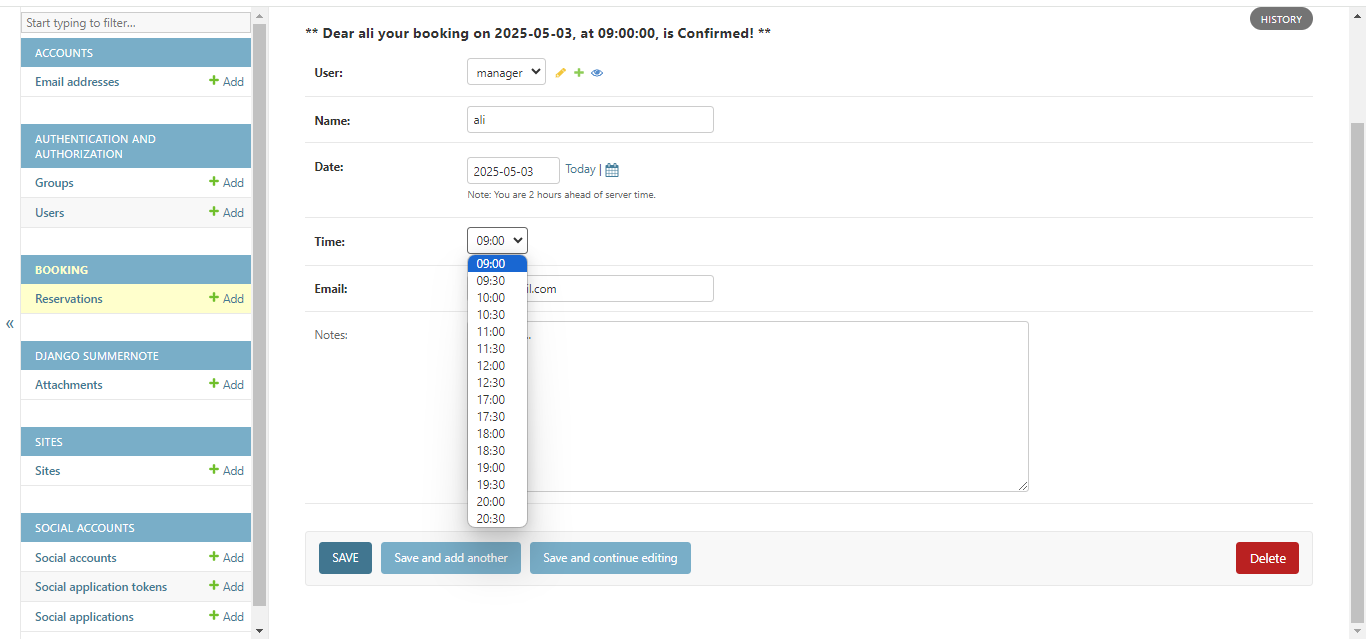 Start typing to filter...
ACCOUNTS
Email addresses + Add
AUTHENTICATION AND
AUTHORIZATION
Groups + Add
Users + Add
BOOKING
Reservations + Add
DJANGO SUMMERNOTE
Attachments + Add
SITES
Sites + Add
SOCIAL ACCOUNTS
Social accounts + Add
Social application tokens + Add
Social applications + Add
«
HISTORY
** Dear ali your booking on 2025-05-03, at 09:00:00, is Confirmed! **
User: manager
Name: ali
Date: 2025-05-03 Today |
Note: You are 2 hours ahead of server time.
Time: 09:00
09:00
09:30
10:00
10:30
11:00
11:30
12:00
12:30
17:00
17:30
18:00
18:30
19:00
19:30
20:00
20:30
Email: il.com
Notes:
SAVE Save and add another Save and continue editing Delete